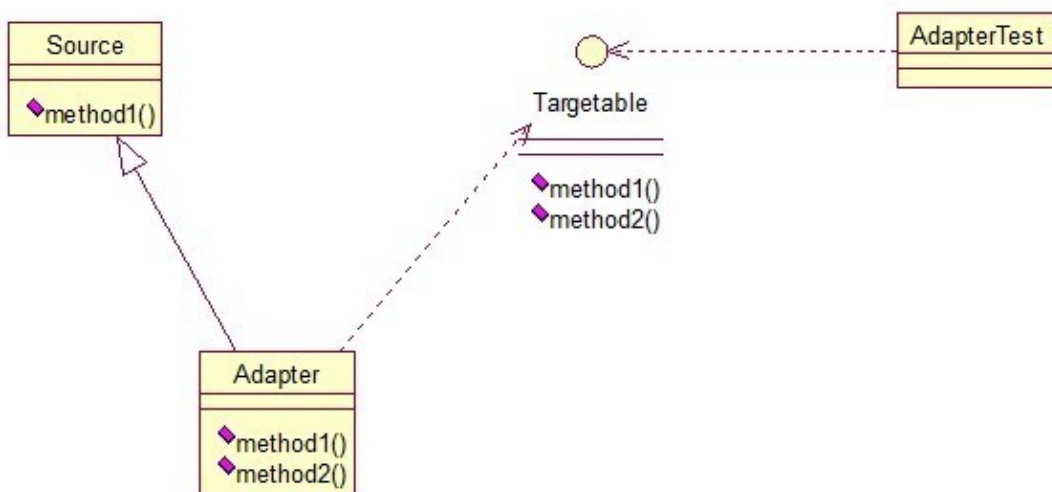 Source
method1()
Targetable
method1()
method2()
AdapterTest
Adapter
method1()
method2()